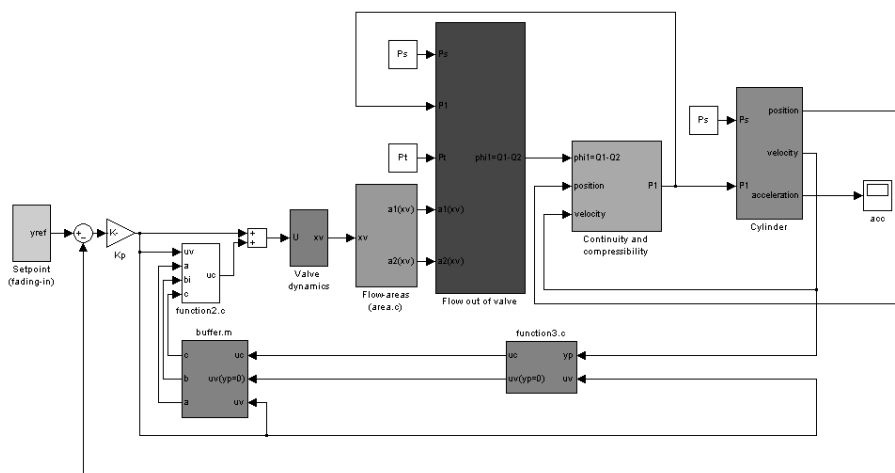 yref
Setpoint
(fading-in)
K-
Kp
uv
a
bi
c
uc
function2.c
+
+
U
xv
Valve
dynamics
xv
a1(xv)
a2(xv)
Flow-areas
(area.c)
Ps
Pt
Ps
P1
Pt
a1(xv)
a2(xv)
phi1=Q1-Q2
Flow out of valve
phi1=Q1-Q2
position
velocity
P1
Continuity and
compressibility
Ps
Ps
P1
position
velocity
acceleration
Cylinder
acc
buffer.m
c
b
a
uc
uv(yp=0)
uv
function3.c
uc
uv(yp=0)
yp
uv